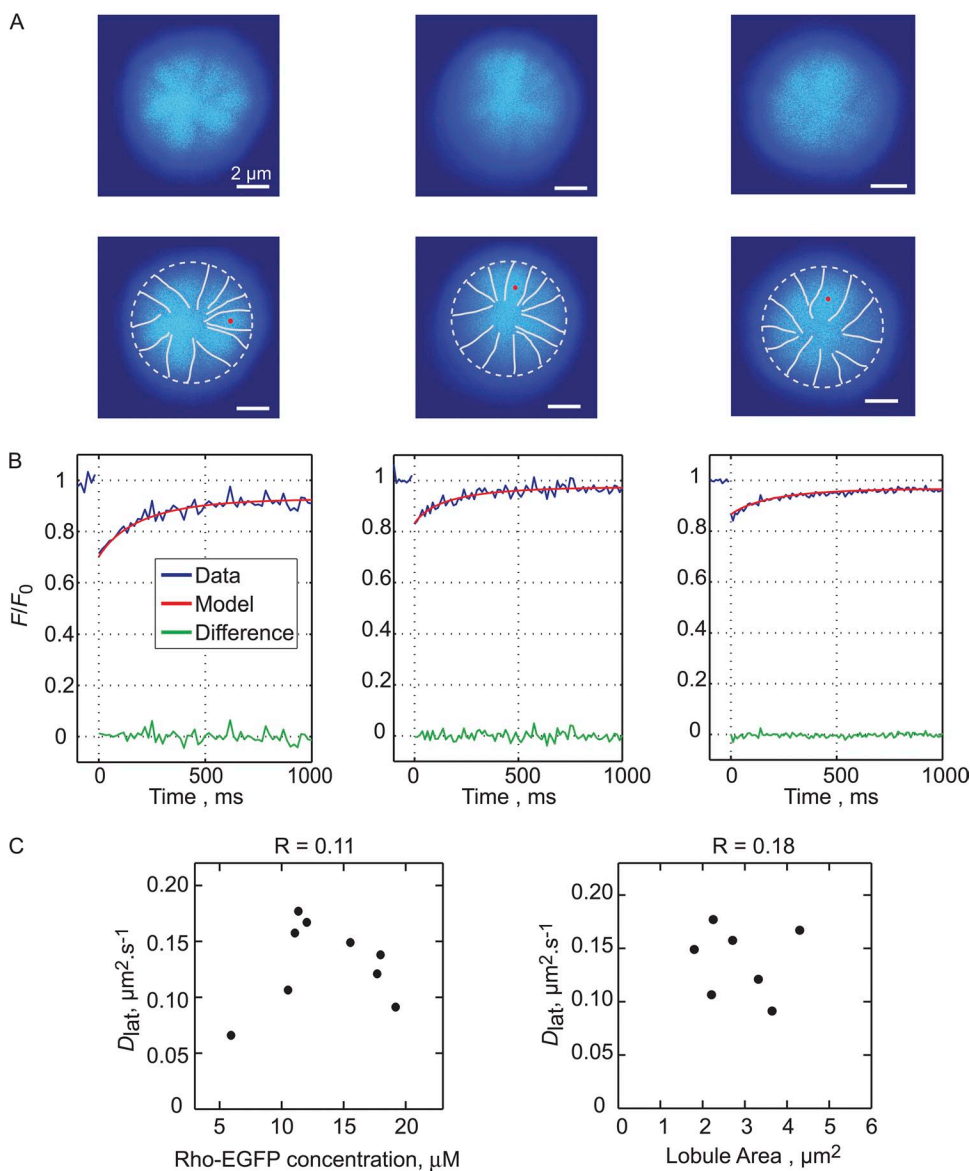 A
2 μm
B
F/F0
1
0.8
0.6
0.4
0.2
0
Data
Model
Difference
0 500 1000
Time , ms
1
0.8
0.6
0.4
0.2
0
0 500 1000
Time , ms
1
0.8
0.6
0.4
0.2
0
0 500 1000
Time , ms
C
R = 0.11
Dlat, μm².s-1
0.20
0.15
0.10
0.05
0
5 10 15 20
Rho-EGFP concentration, μM
R = 0.18
Dlat, μm².s-1
0.20
0.15
0.10
0.05
0
0 1 2 3 4 5 6
Lobule Area , μm²